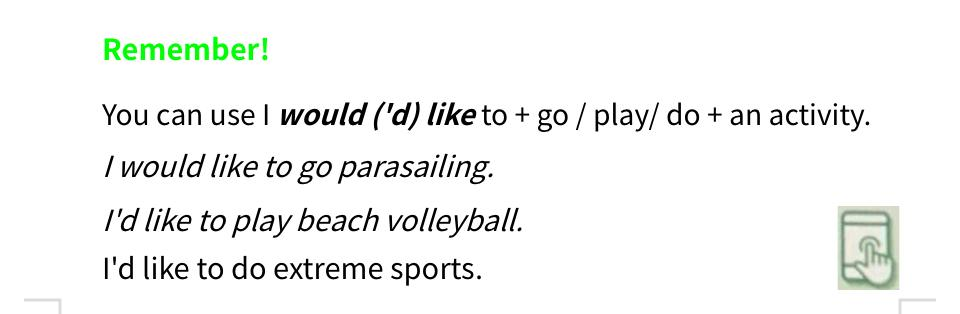 Remember!
You can use I would ('d) like to + go / play/ do + an activity.
I would like to go parasailing.
I'd like to play beach volleyball.
I'd like to do extreme sports.